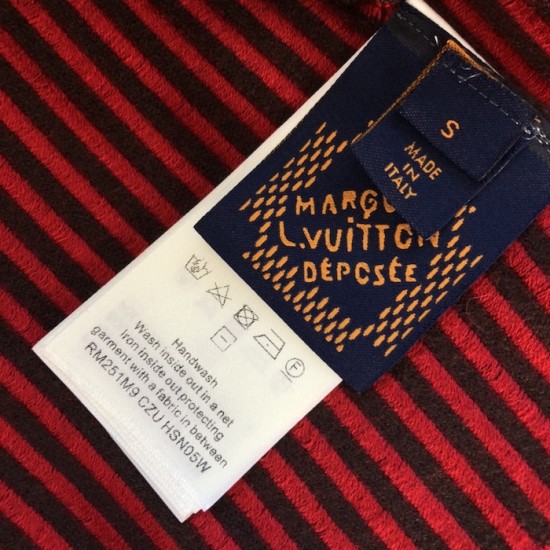 S
MADE
IN
ITALY
L.VUITTON
DÉPOSÉE
F
Handwash
Wash inside out in a net
Iron inside out protecting
garment with a fabric in between
RM251M9 CZU HSN05W